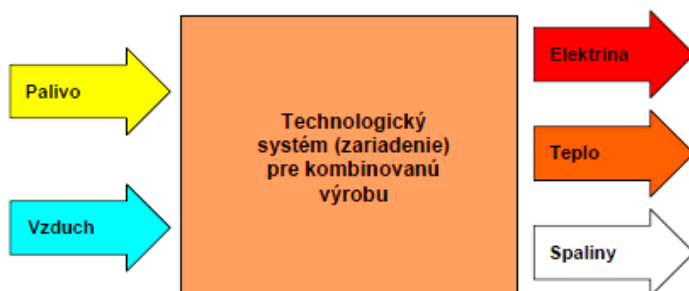 Palivo
Vzduch
Technologický
systém (zariadenie)
pre kombinovanú
výrobu
Elektrina
Teplo
Spaliny